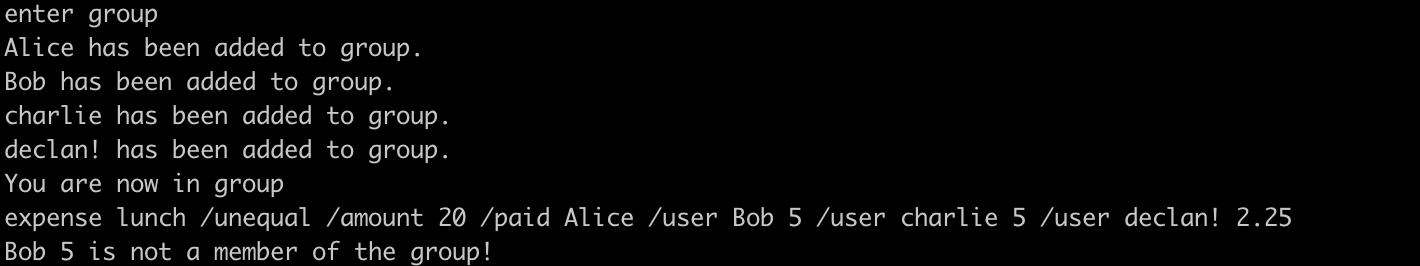 enter group
Alice has been added to group.
Bob has been added to group.
charlie has been added to group.
declan! has been added to group.
You are now in group
expense lunch /unequal /amount 20 /paid Alice /user Bob 5 /user charlie 5 /user declan! 2.25
Bob 5 is not a member of the group!